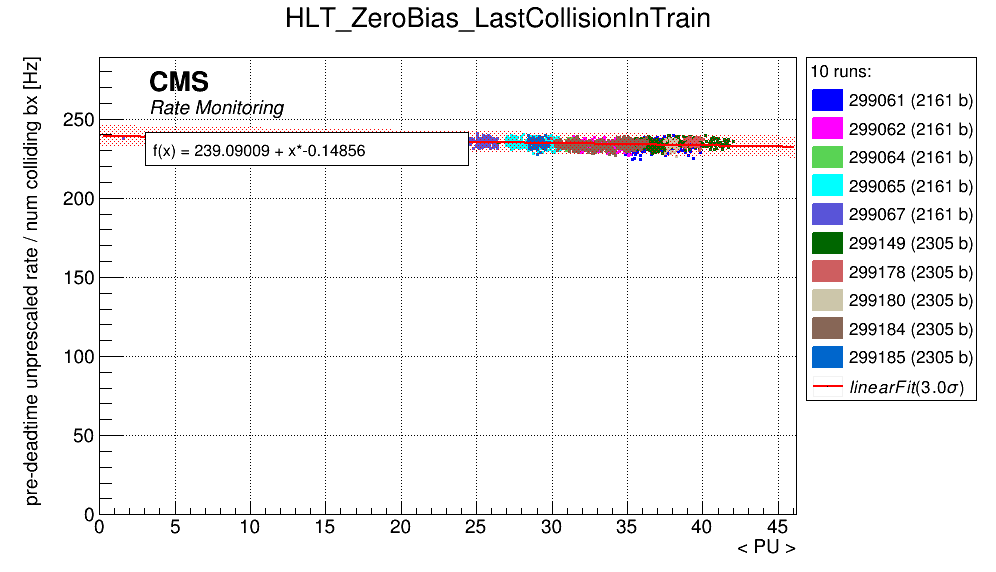 HLT_ZeroBias_LastCollisionInTrain
pre-deadtime unprescaled rate / num colliding bx [Hz]
CMS
Rate Monitoring
f(x) = 239.09009 + x*-0.14856
250
200
150
100
50
0
0 5 10 15 20 25 30 35 40 45
< PU >
10 runs:
299061 (2161 b)
299062 (2161 b)
299064 (2161 b)
299065 (2161 b)
299067 (2161 b)
299149 (2305 b)
299178 (2305 b)
299180 (2305 b)
299184 (2305 b)
299185 (2305 b)
linearFit(3.0σ)